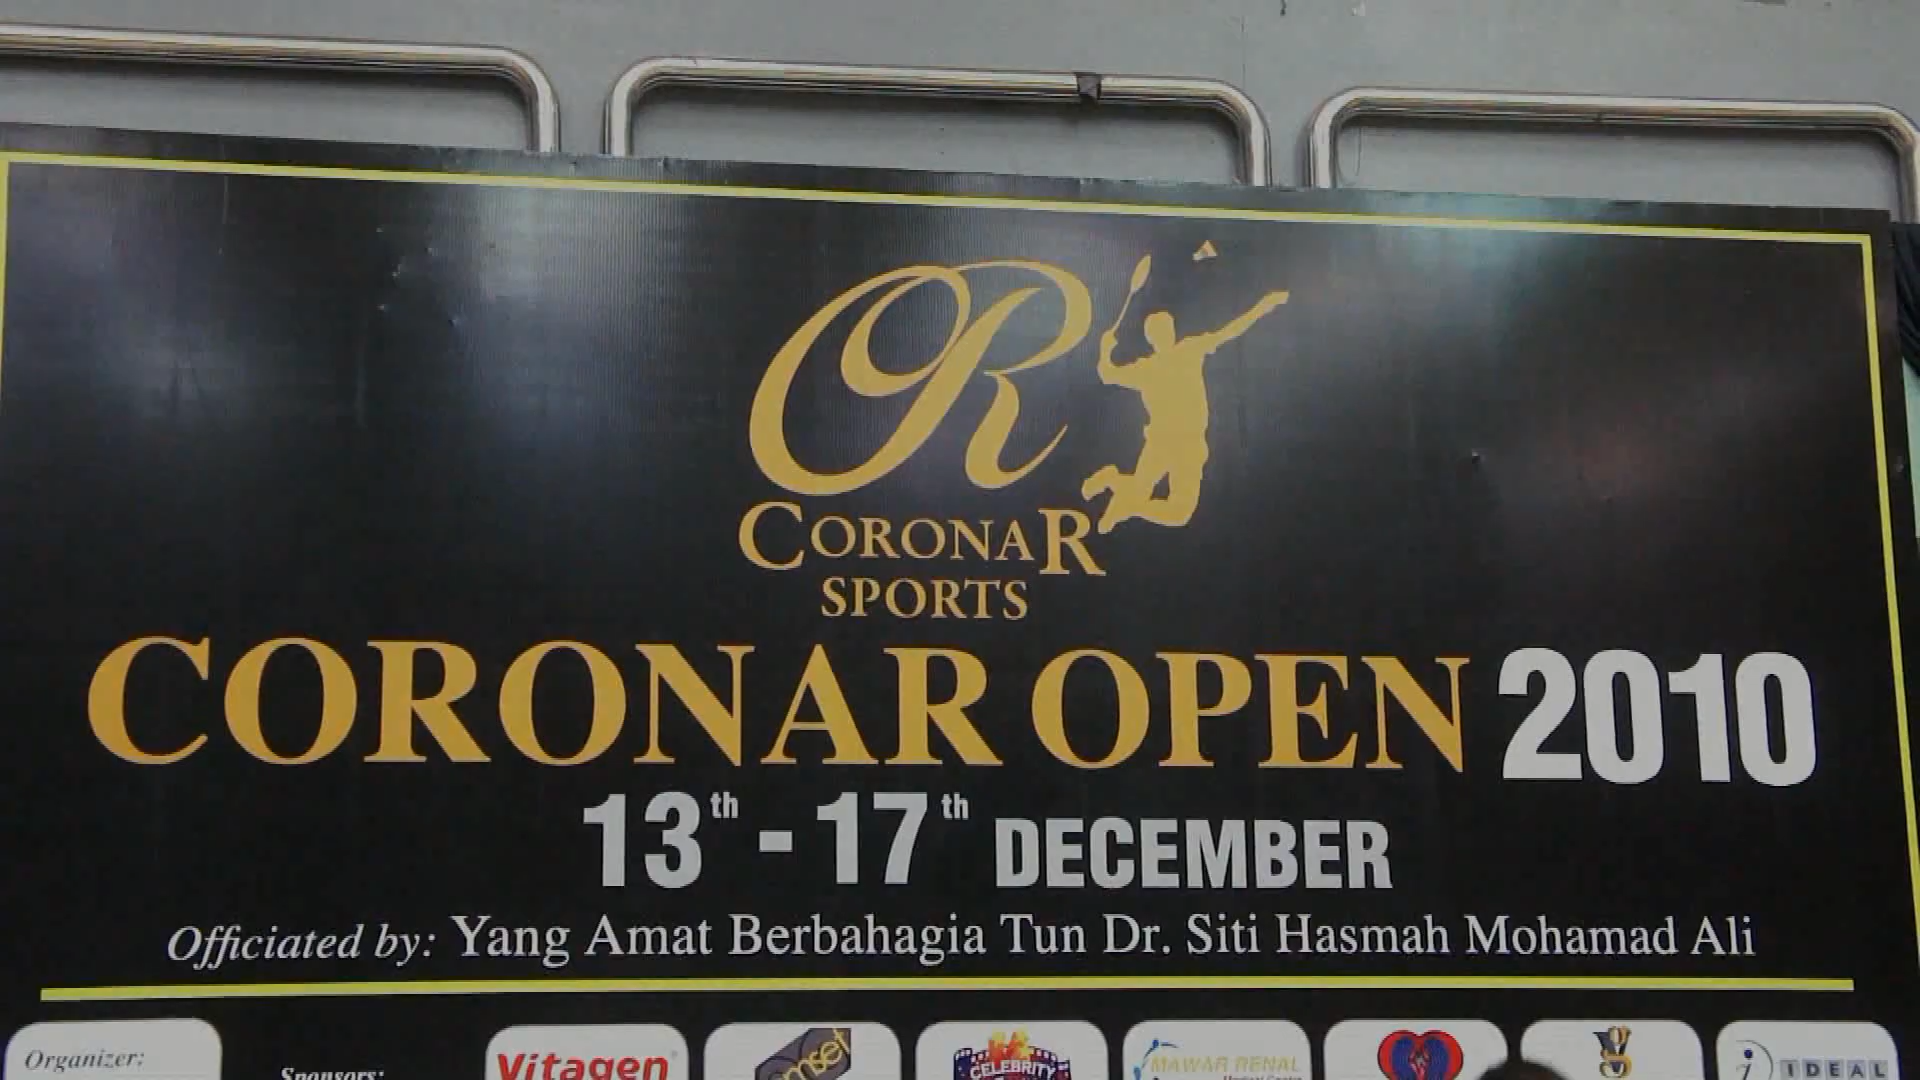 R
CORONAR
SPORTS
CORONAR OPEN 2010
13th - 17th DECEMBER
Officiated by: Yang Amat Berbahagia Tun Dr. Siti Hasmah Mohamad Ali
Organizer:
Sponsors:
Vitagen
CELEBRITY
MAWAR RENAL
IDEAL